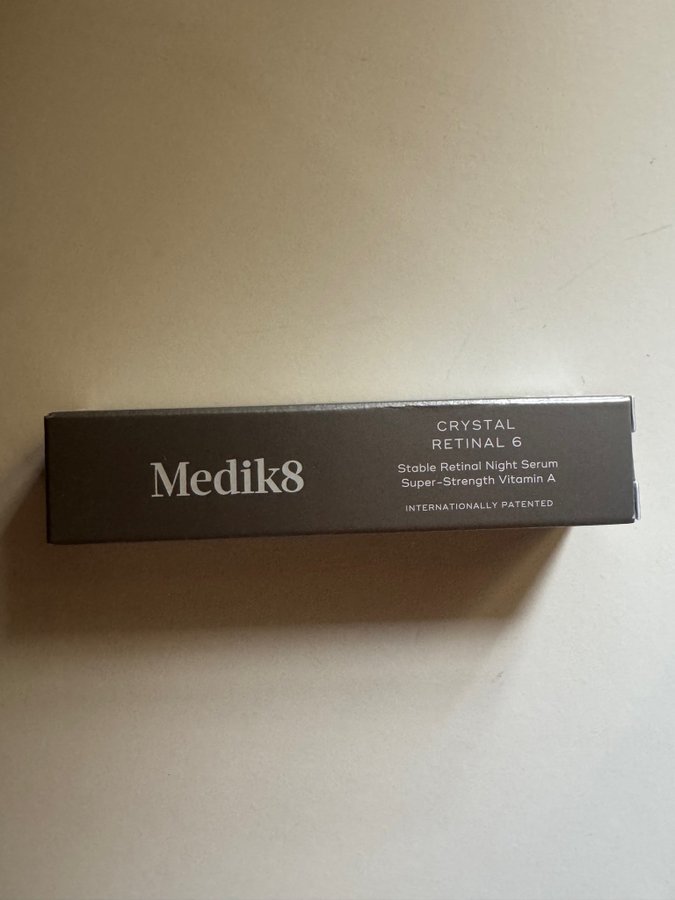 Medik8
CRYSTAL
RETINAL 6
Stable Retinal Night Serum
Super-Strength Vitamin A
INTERNATIONALLY PATENTED